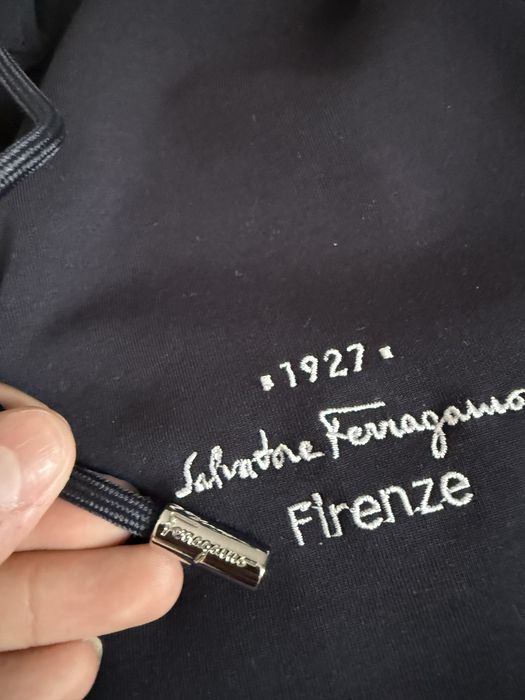 ▪1927▪
Salvatore Ferragamo
Firenze
Ferragamo